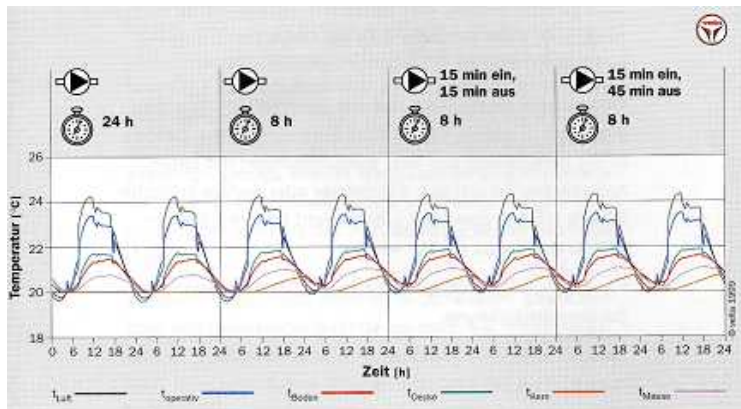 velta
15 min ein,
15 min aus
15 min ein,
45 min aus
24 h
8 h
8 h
8 h
Temperatur (°C)
26
24
22
20
18
0 6 12 18 24 6 12 18 24 6 12 18 24 6 12 18 24 6 12 18 24 6 12 18 24 6 12 18 24 6 12 18 24
Zeit (h)
© velta 1999
tLuft toperativ tBoden tDecke tKern